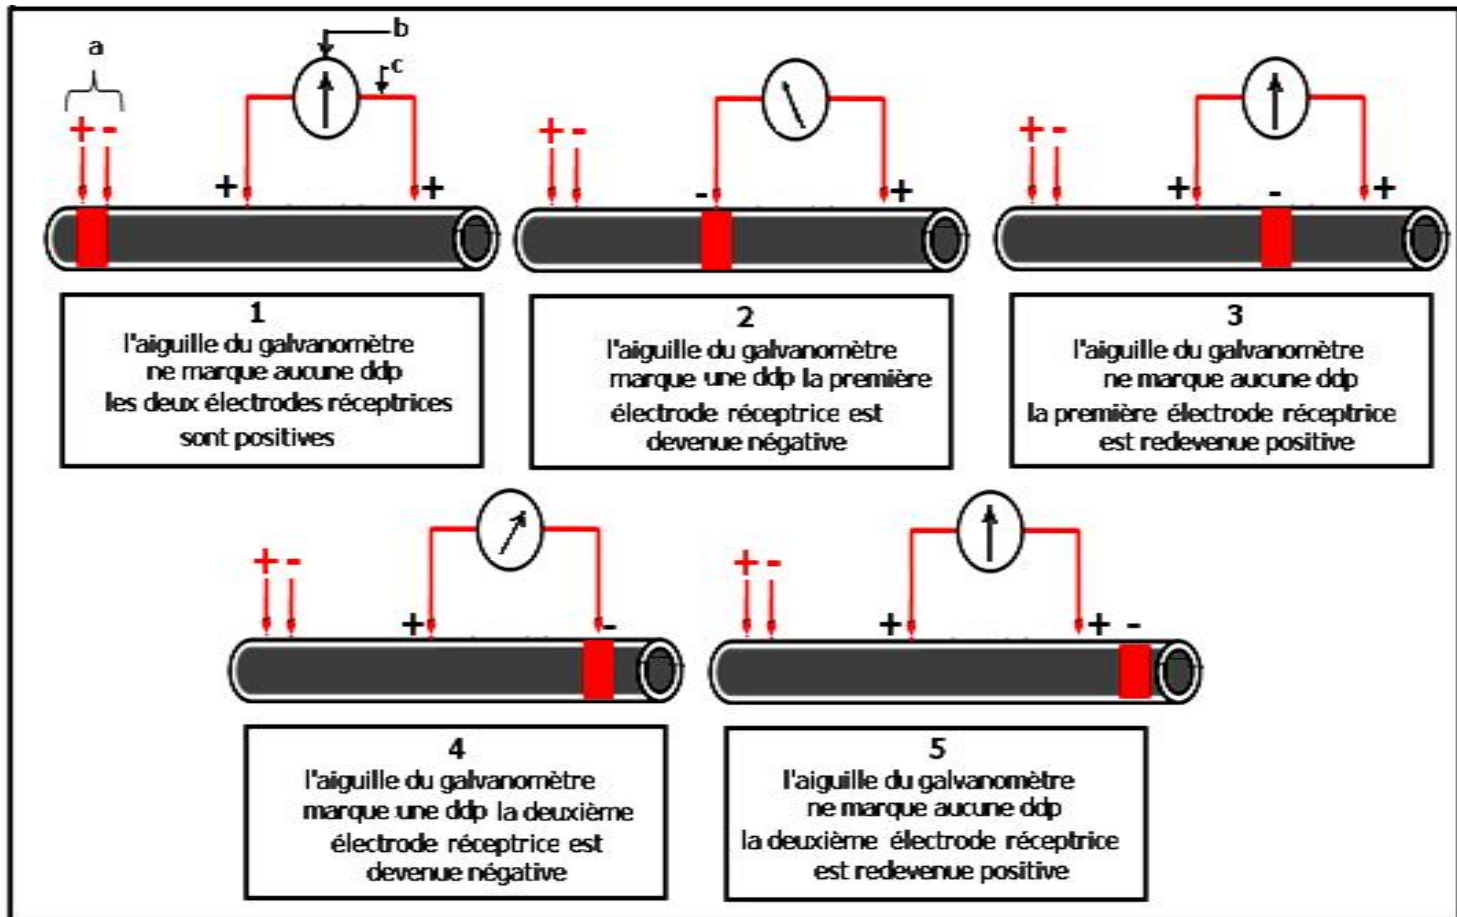 a
b
c
+ -
+ +
+ -
- +
+ -
+ - +
1
l'aiguille du galvanomètre
ne marque aucune ddp
les deux électrodes réceptrices
sont positives
2
l'aiguille du galvanomètre
marque une ddp la première
électrode réceptrice est
devenue négative
3
l'aiguille du galvanomètre
ne marque aucune ddp
la première électrode réceptrice
est redevenue positive
+ -
+ -
+ -
+ + -
4
l'aiguille du galvanomètre
marque une ddp la deuxième
électrode réceptrice est
devenue négative
5
l'aiguille du galvanomètre
ne marque aucune ddp
la deuxième électrode réceptrice
est redevenue positive